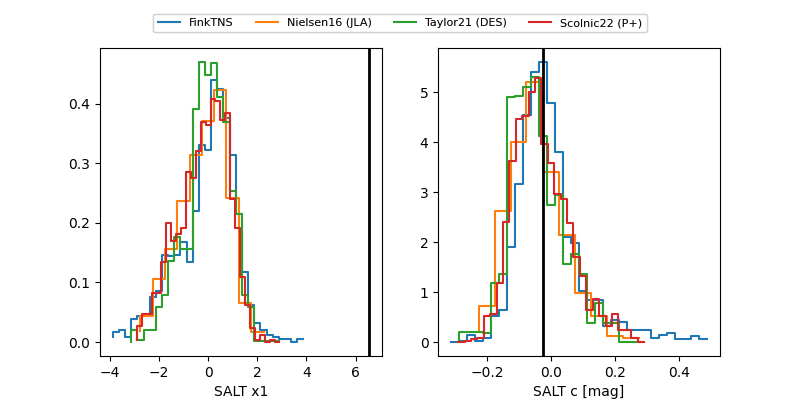 FinkTNS Nielsen16 (JLA) Taylor21 (DES) Scolnic22 (P+)
0.4
0.3
0.2
0.1
0.0
−4 −2 0 2 4 6
SALT x1
5
4
3
2
1
0
−0.2 0.0 0.2 0.4
SALT c [mag]